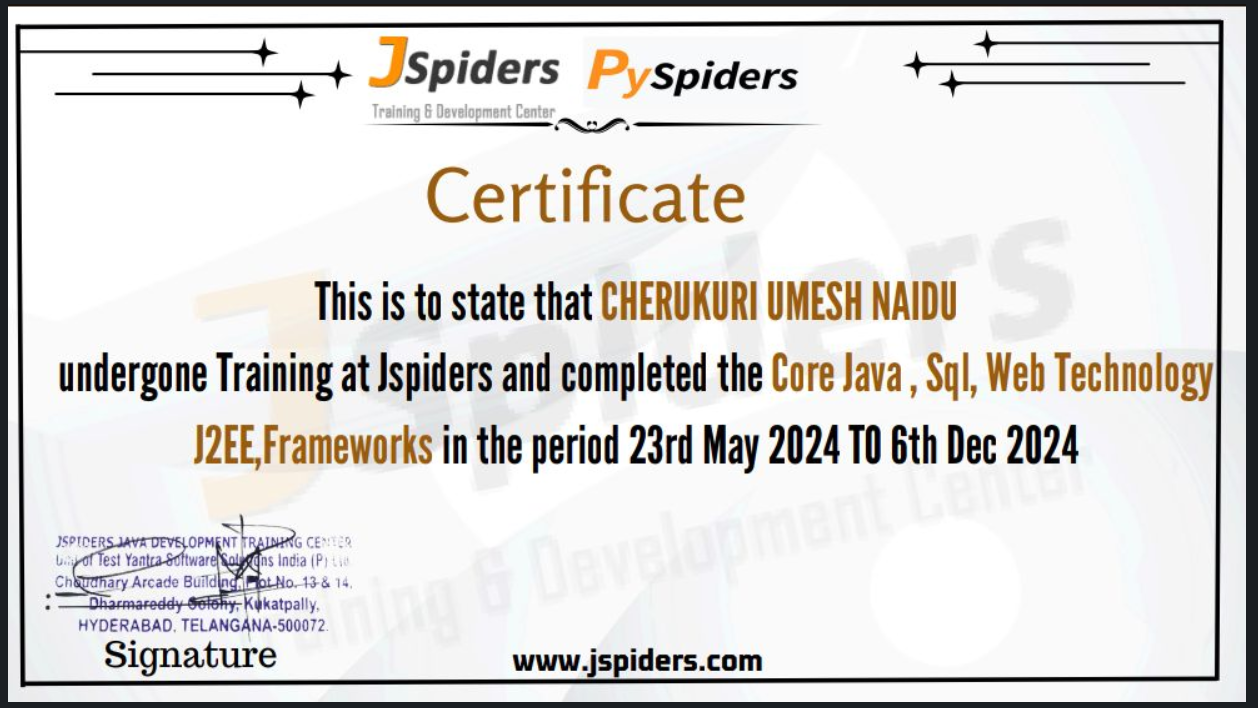 JSpiders PySpiders
Training & Development Center
Certificate
This is to state that CHERUKURI UMESH NAIDU
undergone Training at Jspiders and completed the Core Java , Sql, Web Technology
J2EE,Frameworks in the period 23rd May 2024 TO 6th Dec 2024
Jspiders
Training & Development Center
JSPIDERS JAVA DEVELOPMENT TRAINING CENTER
Unit of Test Yantra Software Solutions India (P) Ltd.
Choudhary Arcade Building, Plot No. 13 & 14,
Dharmareddy Colony, Kukatpally,
HYDERABAD, TELANGANA-500072.
Signature
www.jspiders.com